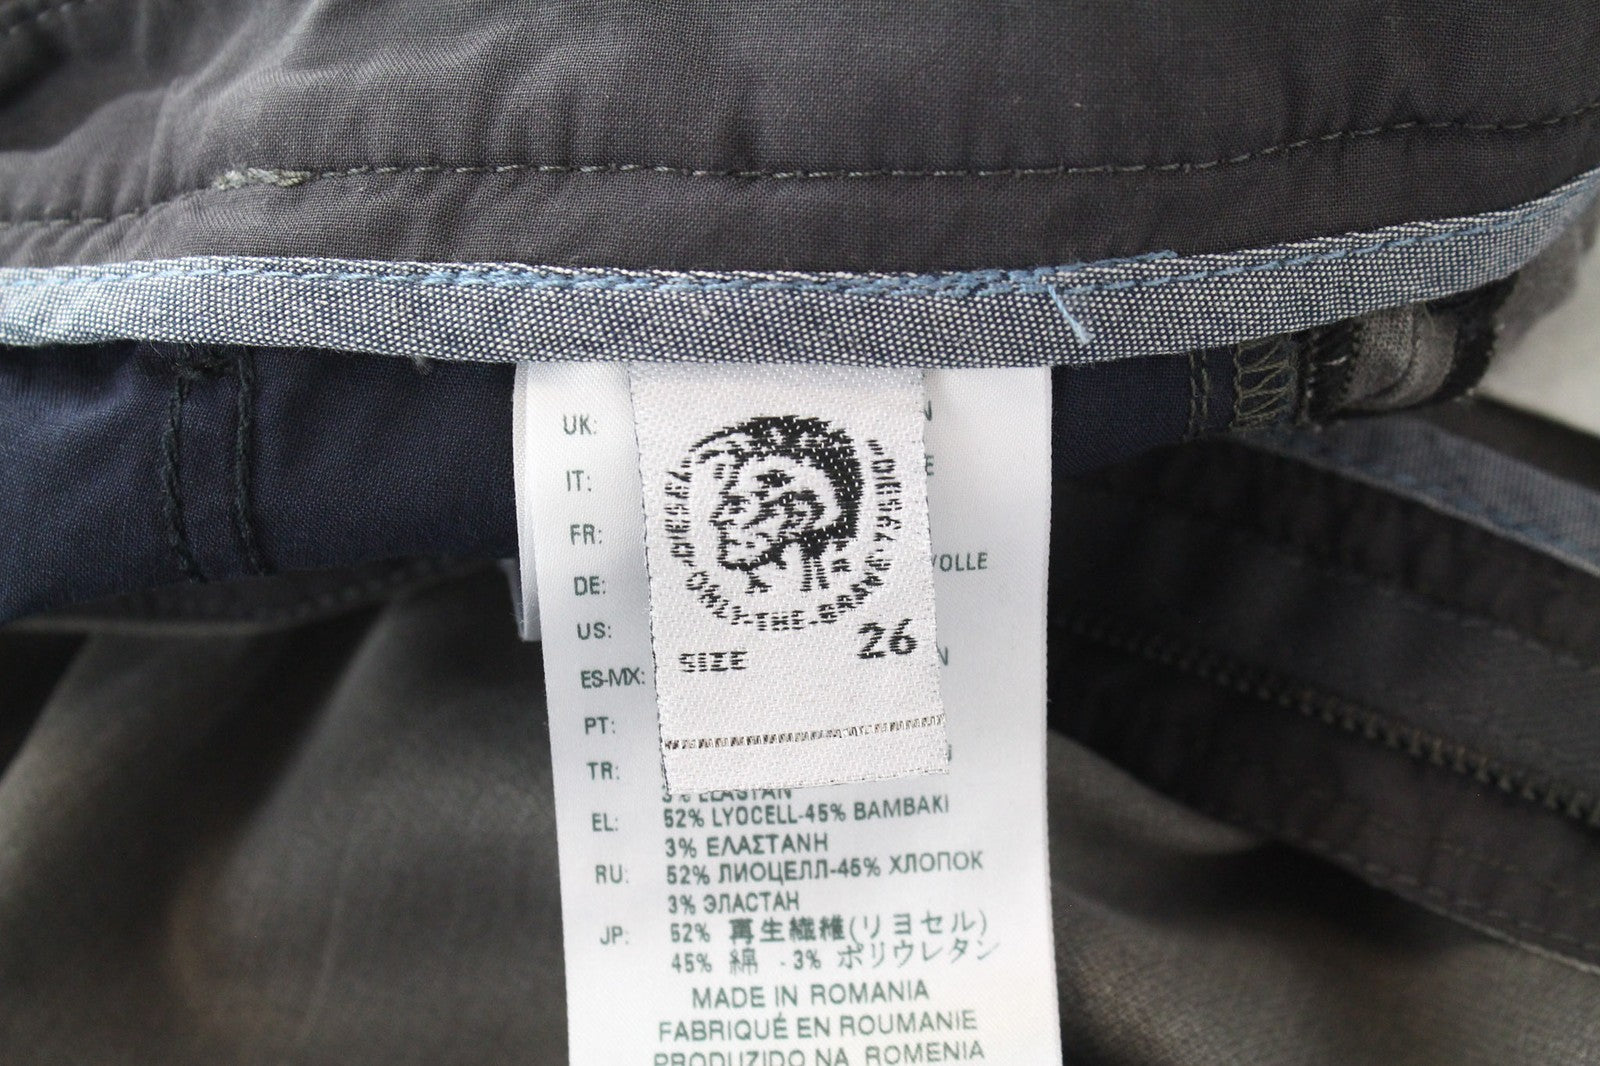 DIESEL
·ONLY·THE·BRAVE·
SIZE 26
UK:
IT:
FR:
DE:
US:
ES-MX:
PT:
TR:
3% ELASTAN
EL: 52% LYOCELL-45% BAMBAKI
3% ΕΛΑΣΤΑΝΗ
RU: 52% ЛИОЦЕЛЛ-45% ХЛОПОК
3% ЭЛАСТАН
JP: 52% 再生繊維(リヨセル)
45% 綿 - 3% ポリウレタン
MADE IN ROMANIA
FABRIQUÉ EN ROUMANIE
PRODUZIDO NA ROMENIA